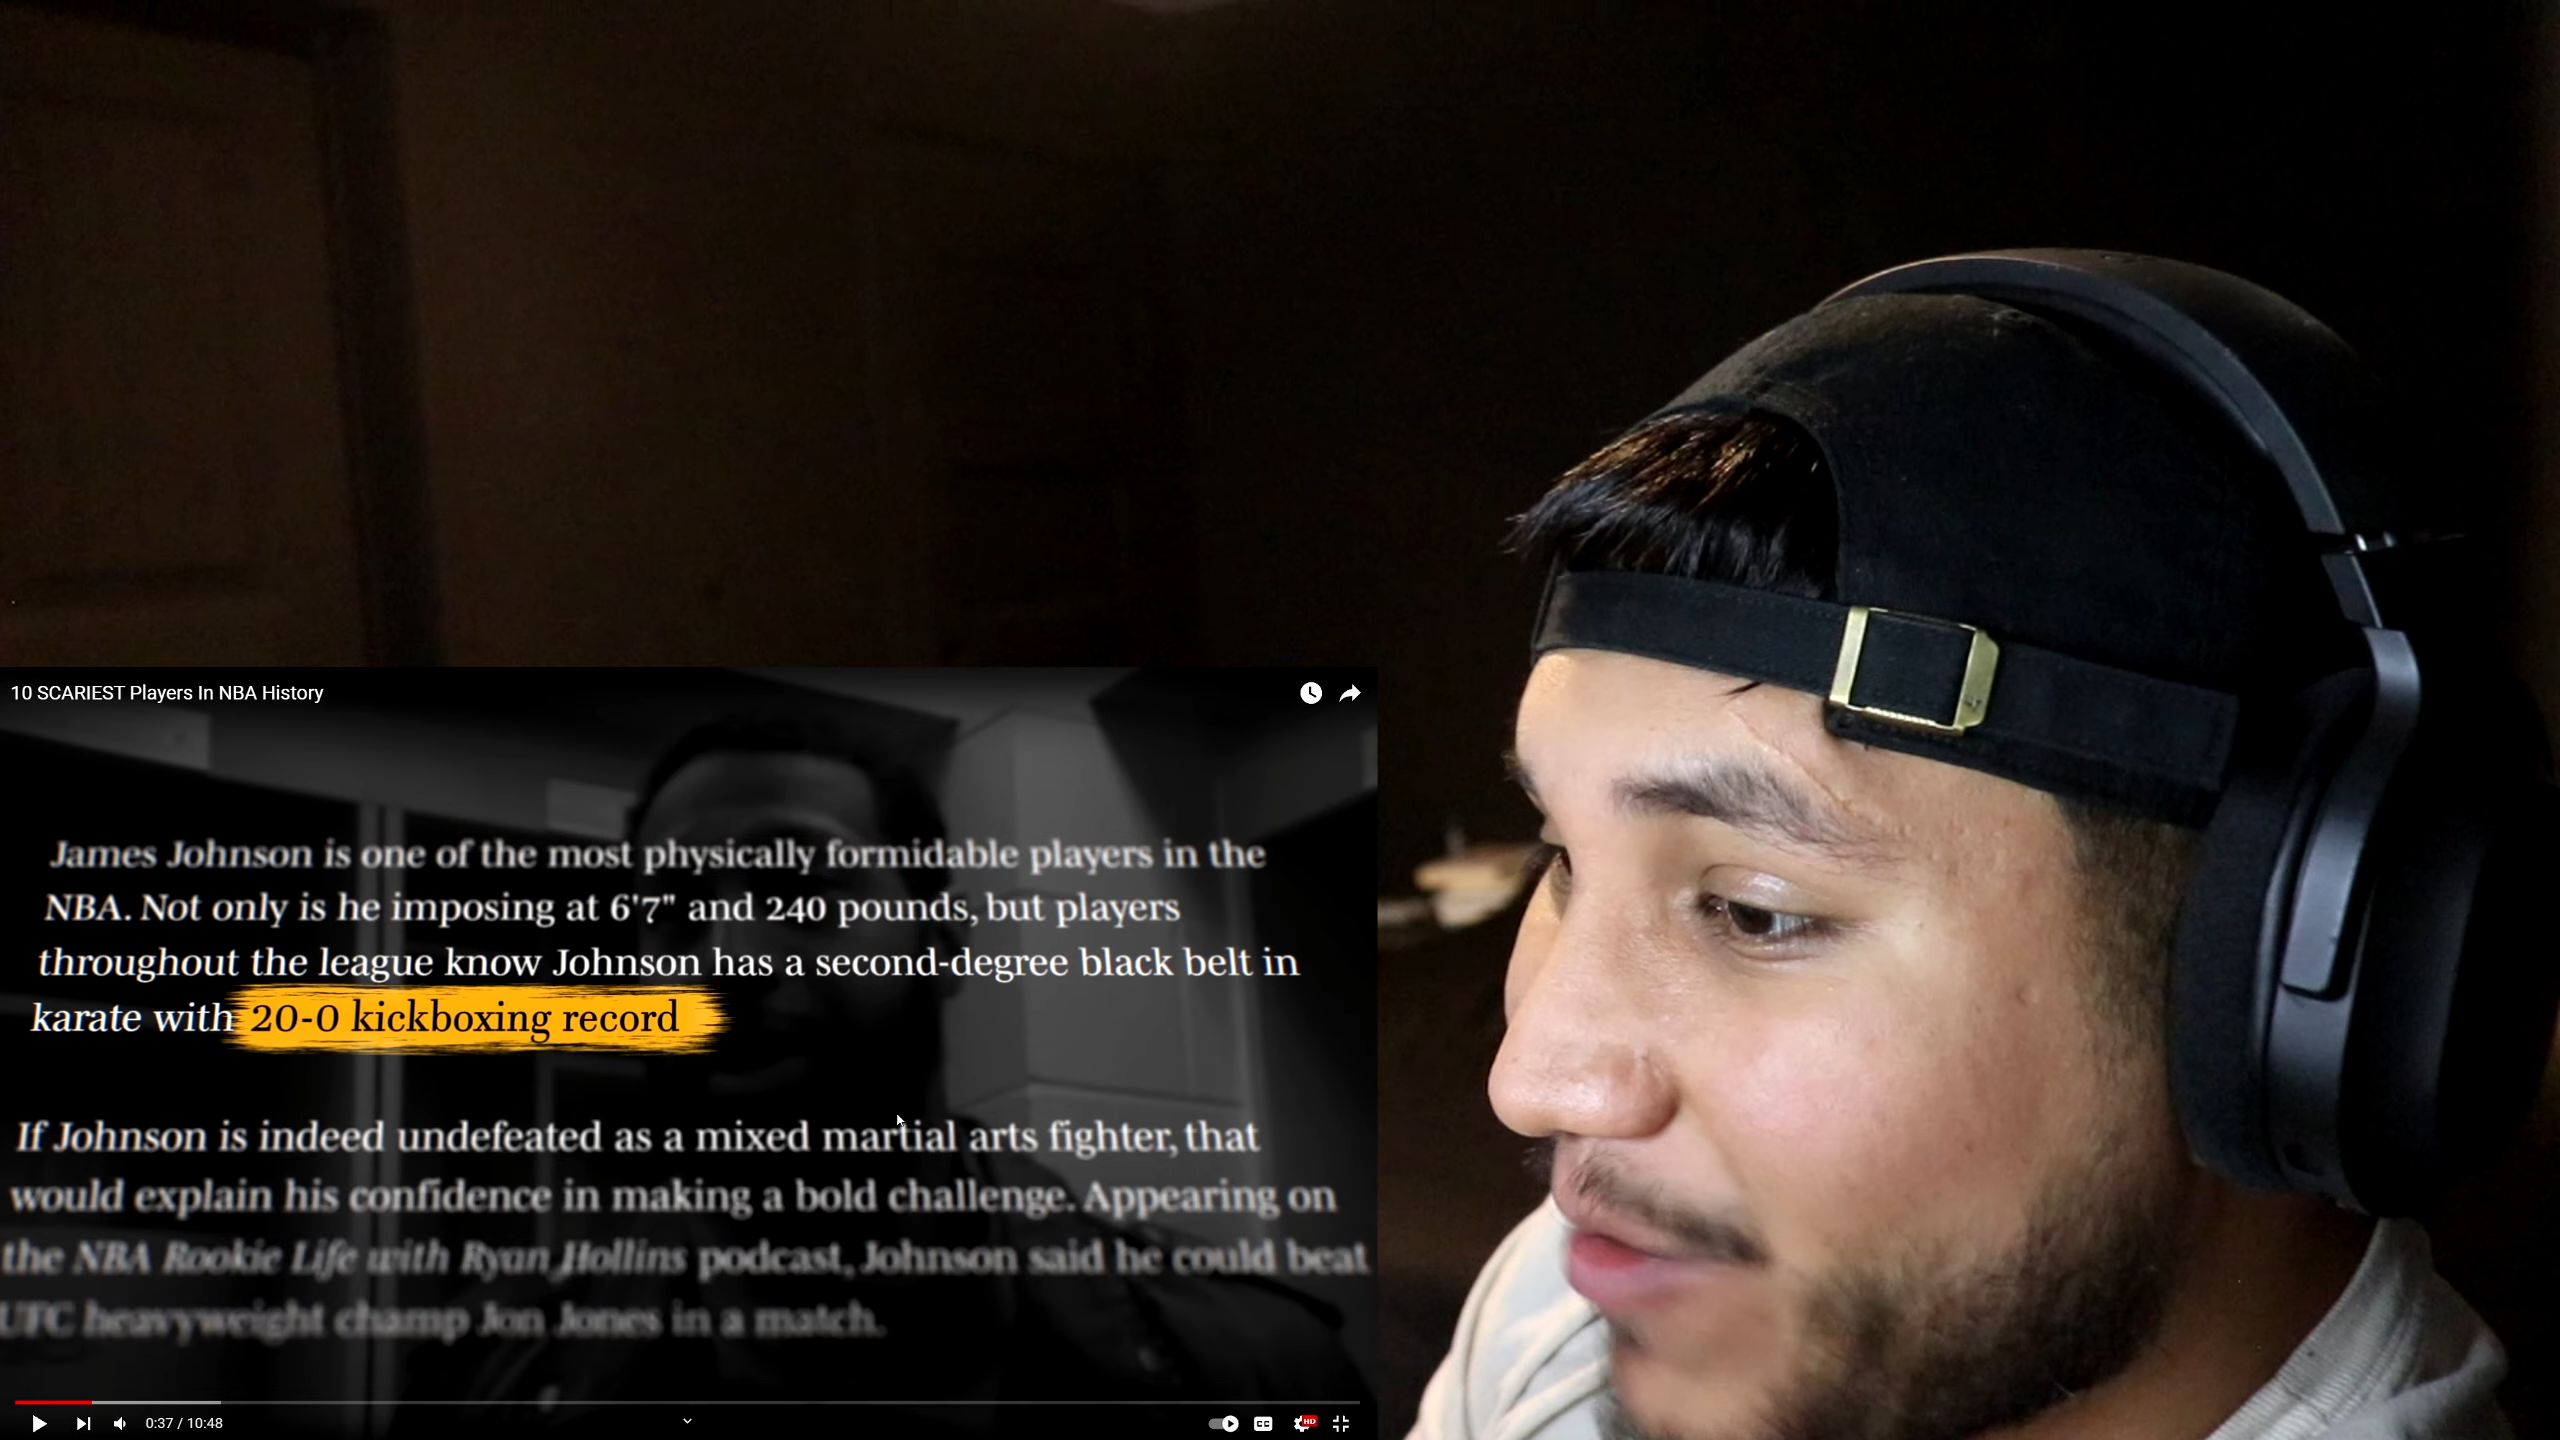 10 SCARIEST Players In NBA History
James Johnson is one of the most physically formidable players in the
NBA. Not only is he imposing at 6'7" and 240 pounds, but players
throughout the league know Johnson has a second-degree black belt in
karate with 20-0 kickboxing record
If Johnson is indeed undefeated as a mixed martial arts fighter, that
would explain his confidence in making a bold challenge. Appearing on
the NBA Rookie Life with Ryan Hollins podcast, Johnson said he could beat
UFC heavyweight champ Jon Jones in a match.
0:37 / 10:48
CC
HD